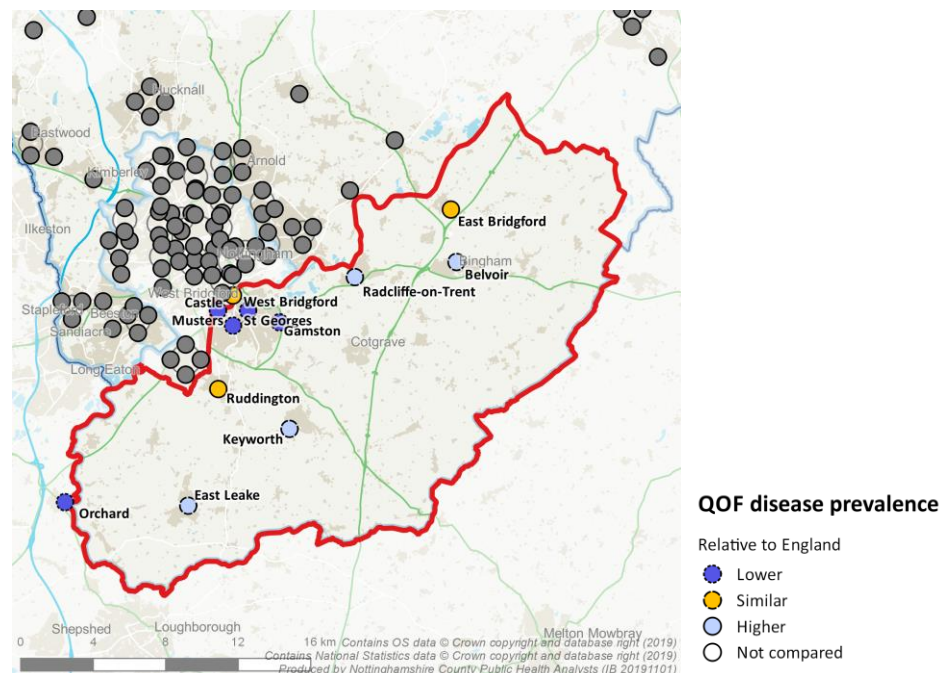 Hucknall
Eastwood
Arnold
Kimberley
East Bridgford
Ilkeston
Nottingham
Bingham
Belvoir
Radcliffe-on-Trent
West Bridgford
Castle
West Bridgford
Stapleford
Beeston
Musters
St Georges
Sandiacre
Gamston
Cotgrave
Long Eaton
Ruddington
Keyworth
East Leake
Orchard
QOF disease prevalence
Relative to England
Lower
Similar
Higher
Not compared
Shepshed
Loughborough
Melton Mowbray
0 4 8 12 16 km
Contains OS data © Crown copyright and database right (2019)
Contains National Statistics data © Crown copyright and database right (2019)
Produced by Nottinghamshire County Public Health Analysts (IB 20191101)